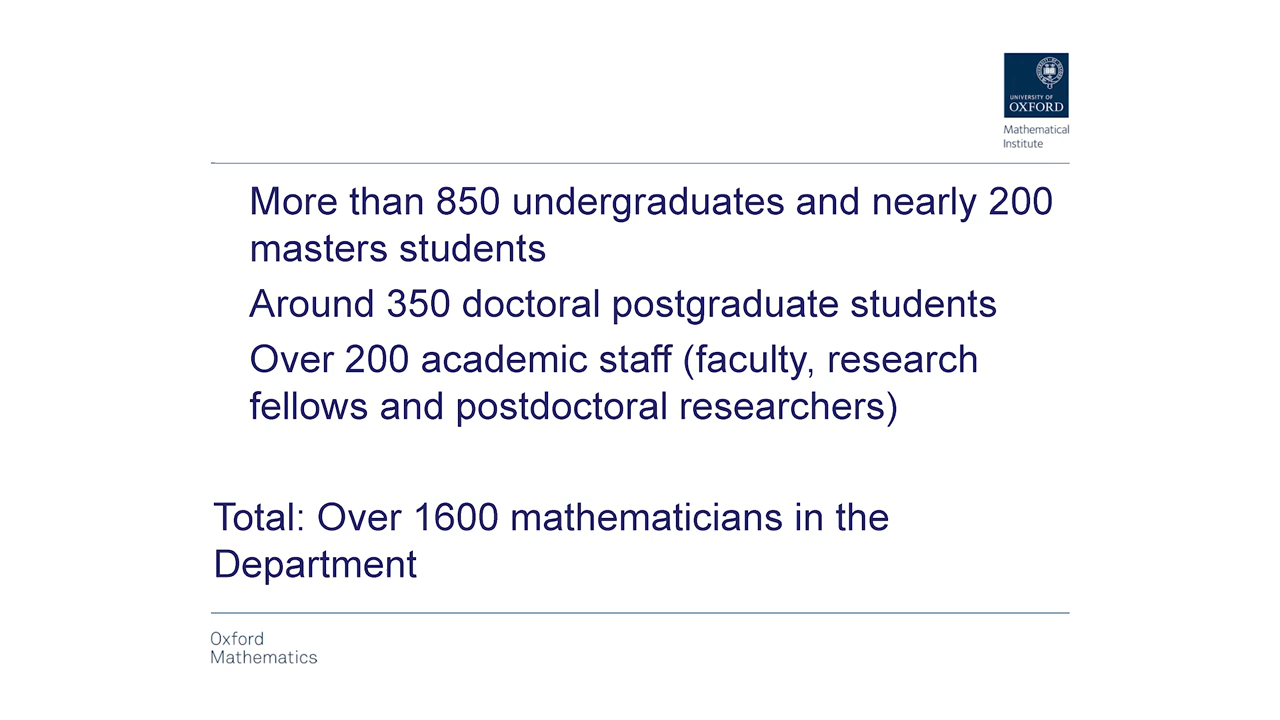 UNIVERSITY OF
OXFORD
Mathematical
Institute
More than 850 undergraduates and nearly 200
masters students
Around 350 doctoral postgraduate students
Over 200 academic staff (faculty, research
fellows and postdoctoral researchers)
Total: Over 1600 mathematicians in the
Department
Oxford
Mathematics